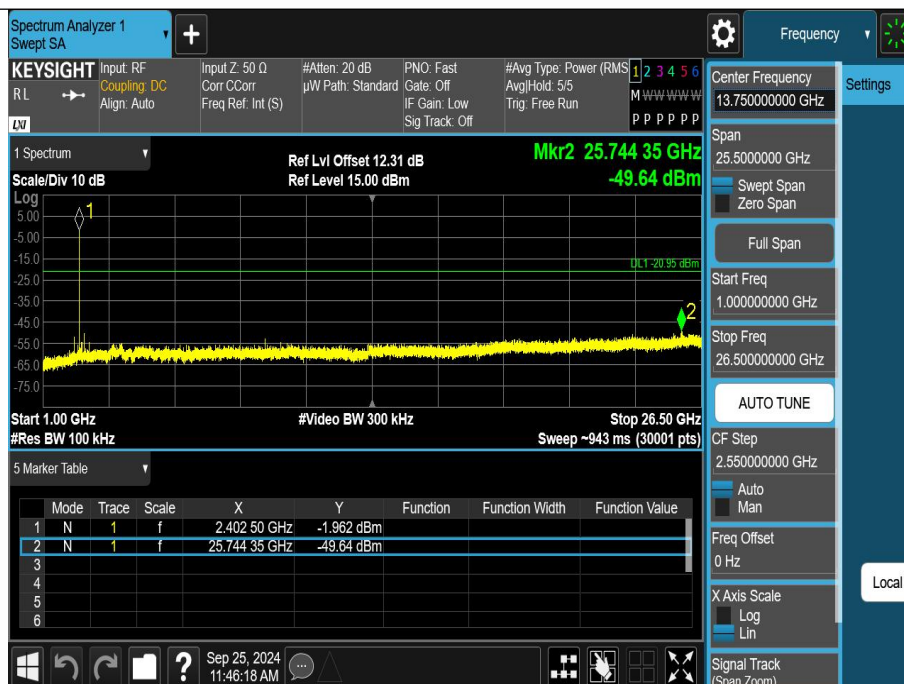 Spectrum Analyzer 1
Swept SA
Frequency
KEYSIGHT
RL
LXI
Input: RF
Coupling: DC
Align: Auto
Input Z: 50 Ω
Corr CCorr
Freq Ref: Int (S)
#Atten: 20 dB
µW Path: Standard
PNO: Fast
Gate: Off
IF Gain: Low
Sig Track: Off
#Avg Type: Power (RMS
Avg|Hold: 5/5
Trig: Free Run
1 2 3 4 5 6
M W W W W W
P P P P P P
1 Spectrum
Scale/Div 10 dB
Ref Lvl Offset 12.31 dB
Ref Level 15.00 dBm
Mkr2 25.744 35 GHz
-49.64 dBm
Log
5.00
-5.00
-15.0
-25.0
-35.0
-45.0
-55.0
-65.0
-75.0
1
DL1 -20.95 dBm
2
Start 1.00 GHz
#Video BW 300 kHz
Stop 26.50 GHz
#Res BW 100 kHz
Sweep ~943 ms (30001 pts)
5 Marker Table
Mode Trace Scale X Y Function Function Width Function Value
1 N 1 f 2.402 50 GHz -1.962 dBm
2 N 1 f 25.744 35 GHz -49.64 dBm
3
4
5
6
Sep 25, 2024
11:46:18 AM
Center Frequency
13.750000000 GHz
Span
25.5000000 GHz
Swept Span
Zero Span
Full Span
Start Freq
1.000000000 GHz
Stop Freq
26.500000000 GHz
AUTO TUNE
CF Step
2.550000000 GHz
Auto
Man
Freq Offset
0 Hz
X Axis Scale
Log
Lin
Signal Track
(Span Zoom)
Settings
Local